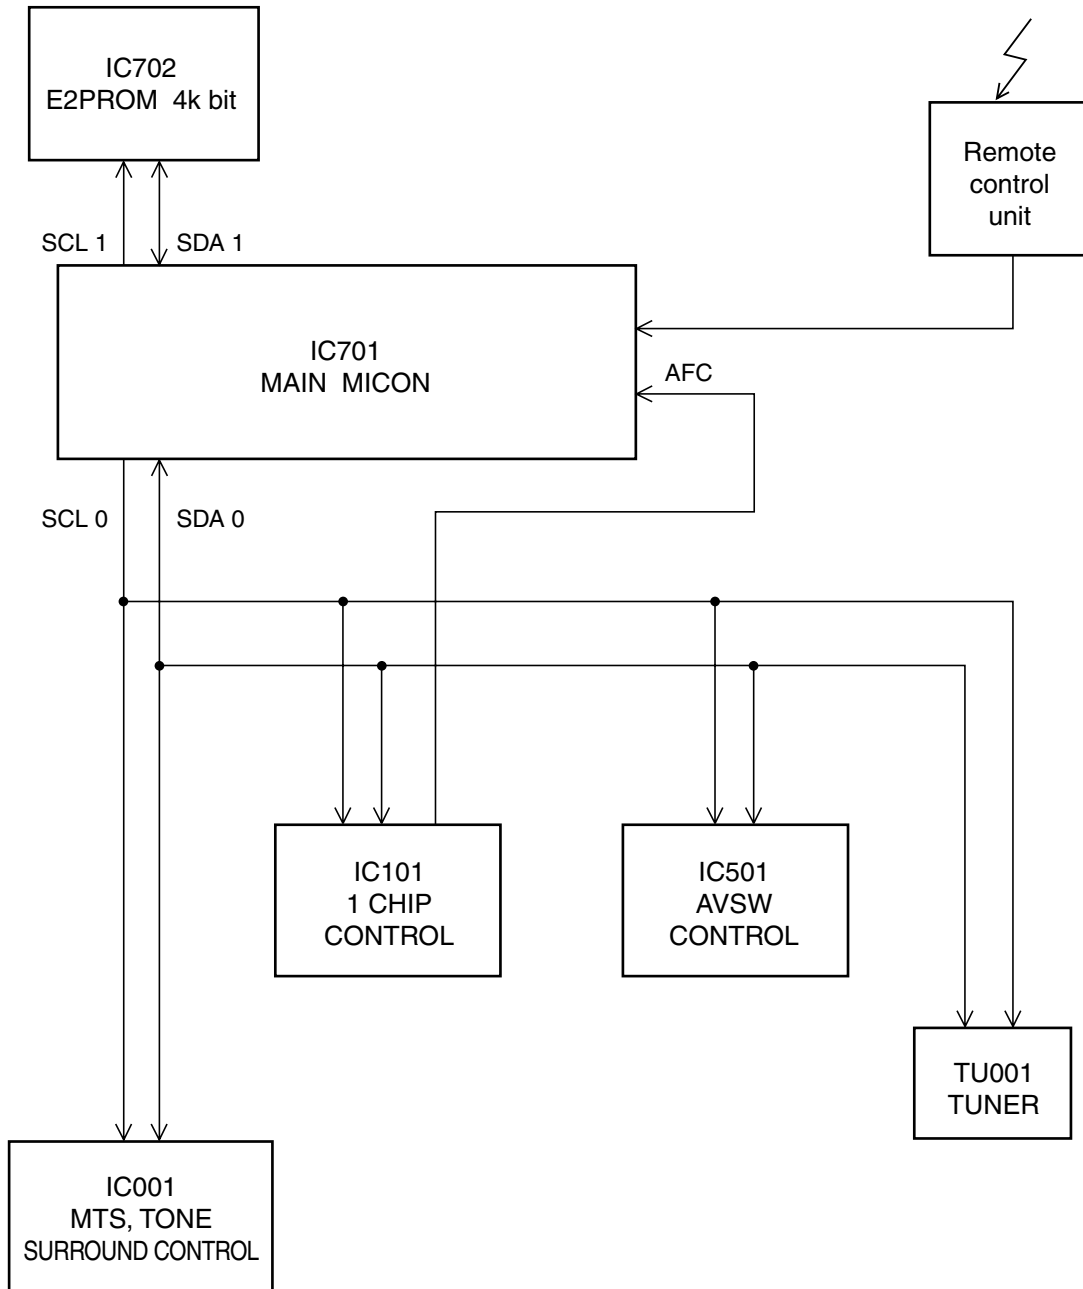 IC702
E2PROM 4k bit
Remote
control
unit
SCL 1
SDA 1
IC701
MAIN MICON
AFC
SCL 0
SDA 0
IC101
1 CHIP
CONTROL
IC501
AVSW
CONTROL
TU001
TUNER
IC001
MTS, TONE
SURROUND CONTROL